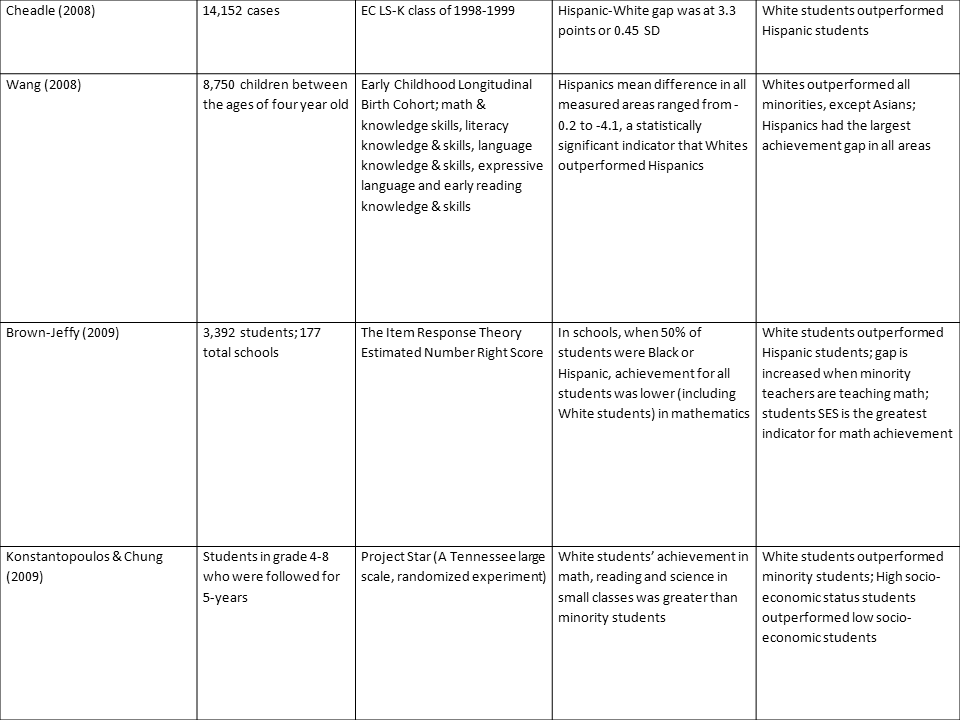 Cheadle (2008)
14,152 cases
EC LS-K class of 1998-1999
Hispanic-White gap was at 3.3
points or 0.45 SD
White students outperformed
Hispanic students
Wang (2008)
8,750 children between
the ages of four year old
Early Childhood Longitudinal
Birth Cohort; math &
knowledge skills, literacy
knowledge & skills, language
knowledge & skills, expressive
language and early reading
knowledge & skills
Hispanics mean difference in all
measured areas ranged from -
0.2 to -4.1, a statistically
significant indicator that Whites
outperformed Hispanics
Whites outperformed all
minorities, except Asians;
Hispanics had the largest
achievement gap in all areas
Brown-Jeffy (2009)
3,392 students; 177
total schools
The Item Response Theory
Estimated Number Right Score
In schools, when 50% of
students were Black or
Hispanic, achievement for all
students was lower (including
White students) in mathematics
White students outperformed
Hispanic students; gap is
increased when minority
teachers are teaching math;
students SES is the greatest
indicator for math achievement
Konstantopoulos & Chung
(2009)
Students in grade 4-8
who were followed for
5-years
Project Star (A Tennessee large
scale, randomized experiment)
White students’ achievement in
math, reading and science in
small classes was greater than
minority students
White students outperformed
minority students; High socio-
economic status students
outperformed low socio-
economic students